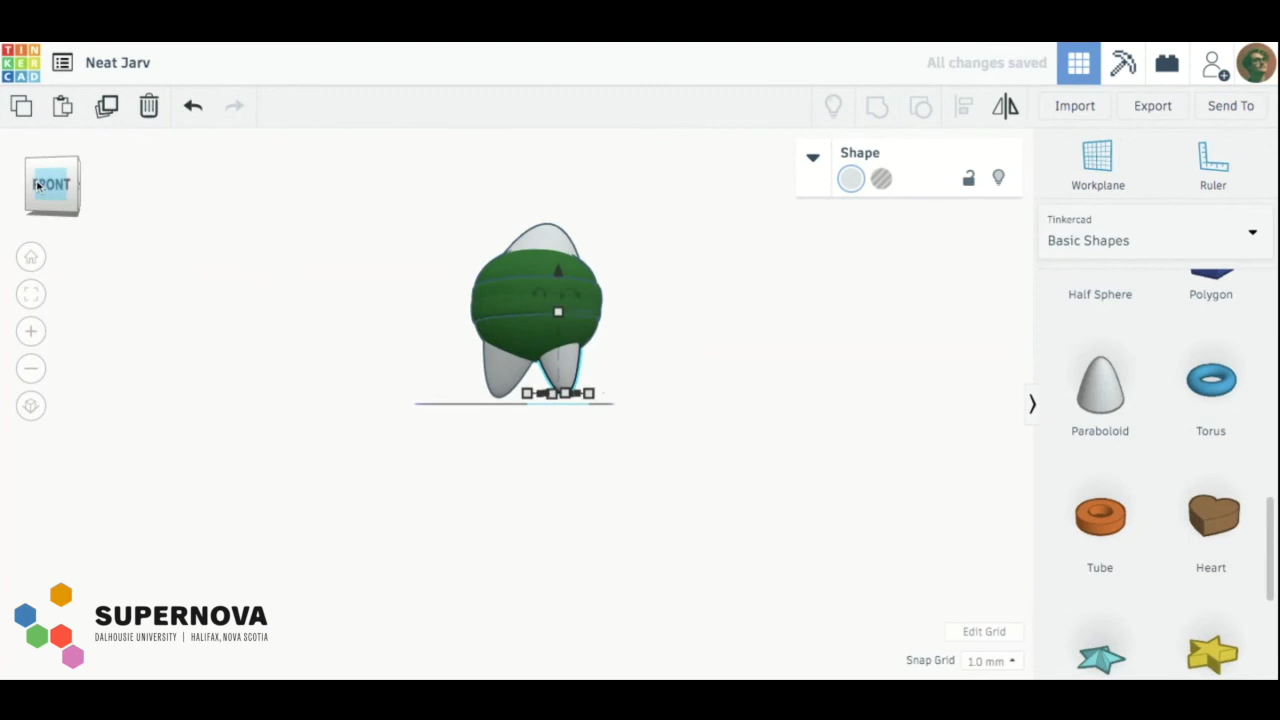 TIN
KER
CAD
Neat Jarv
All changes saved
Import
Export
Send To
FRONT
Shape
Workplane
Ruler
Tinkercad
Basic Shapes
Half Sphere
Polygon
Paraboloid
Torus
Tube
Heart
Edit Grid
Snap Grid
1.0 mm
SUPERNOVA
DALHOUSIE UNIVERSITY | HALIFAX, NOVA SCOTIA